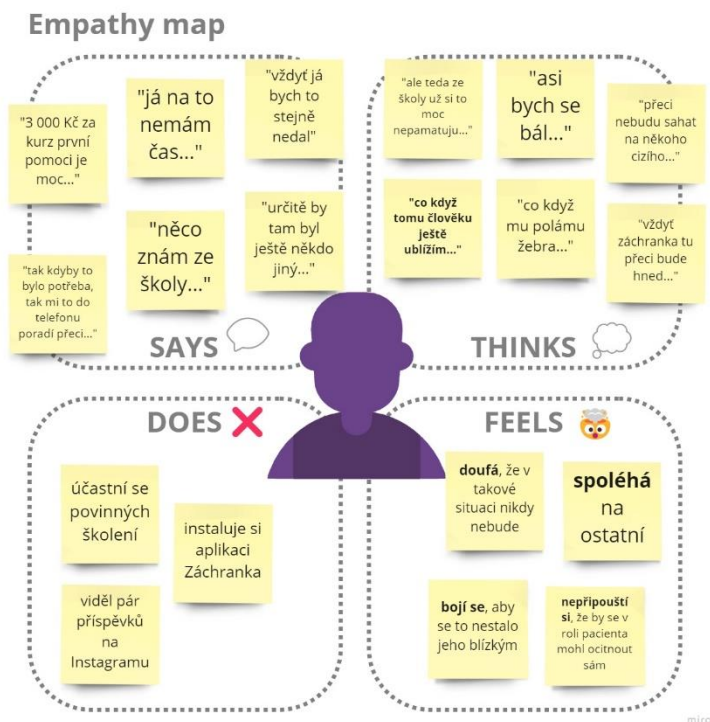 Empathy map
"3 000 Kč za
kurz první
pomoci je
moc..."
"já na to
nemám
čas..."
"vždyť já
bych to
stejně
nedal"
"tak kdyby to
bylo potřeba,
tak mi to do
telefonu
poradí přeci..."
"něco
znám ze
školy..."
"určitě by
tam byl
ještě někdo
jiný..."
SAYS
"ale teda ze
školy už si to
moc
nepamatuju..."
"asi
bych se
bál..."
"přeci
nebudu sahat
na někoho
cizího..."
"co když
tomu člověku
ještě
ublížím..."
"co když
mu polámu
žebra..."
"vždyť
záchranka tu
přeci bude
hned..."
THINKS
DOES
účastní se
povinných
školení
instaluje si
aplikaci
Záchranka
viděl pár
příspěvků
na
Instagramu
FEELS
doufá, že v
takové
situaci nikdy
nebude
spoléhá
na
ostatní
bojí se, aby
se to nestalo
jeho blízkým
nepřipouští
si, že by se v
roli pacienta
mohl ocitnout
sám
miro